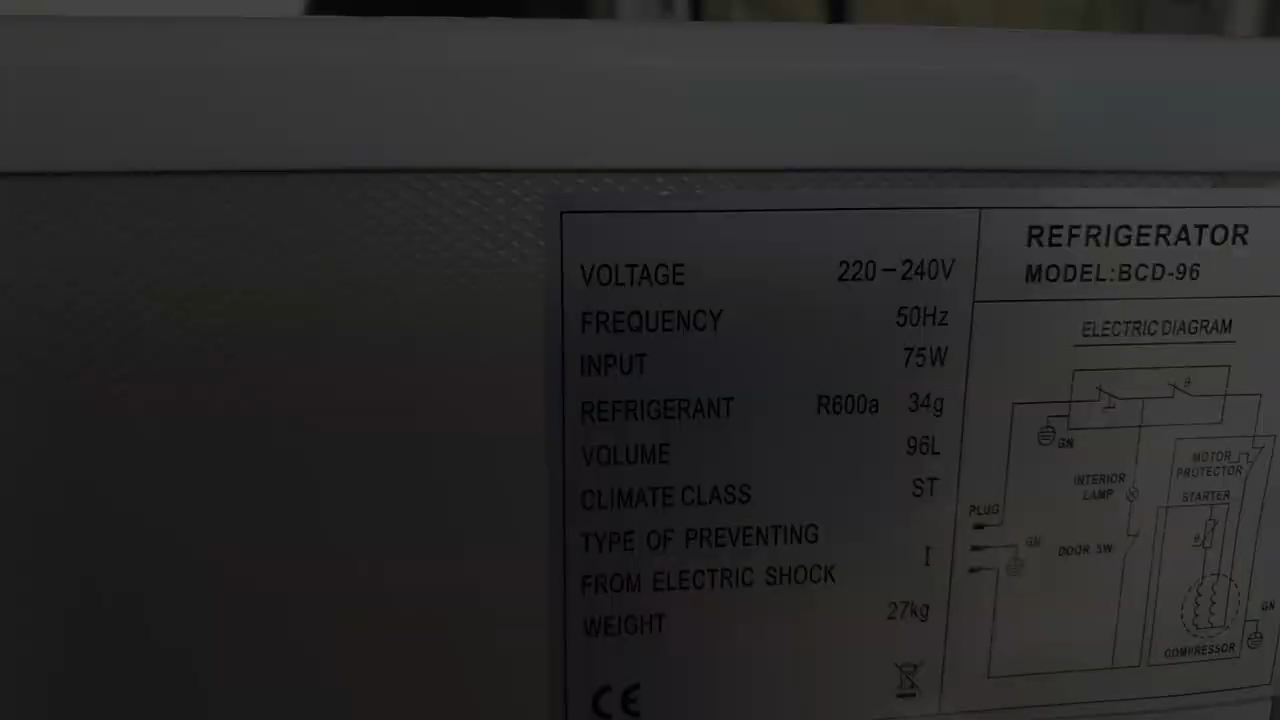 VOLTAGE 220-240V
FREQUENCY 50Hz
INPUT 75W
REFRIGERANT R600a 34g
VOLUME 96L
CLIMATE CLASS ST
TYPE OF PREVENTING
FROM ELECTRIC SHOCK I
WEIGHT 27kg
CE
REFRIGERATOR
MODEL:BCD-96
ELECTRIC DIAGRAM
θ
GN
MOTOR
PROTECTOR
INTERIOR
LAMP
STARTER
PLUG
GN
DOOR SW
θ
GN
COMPRESSOR